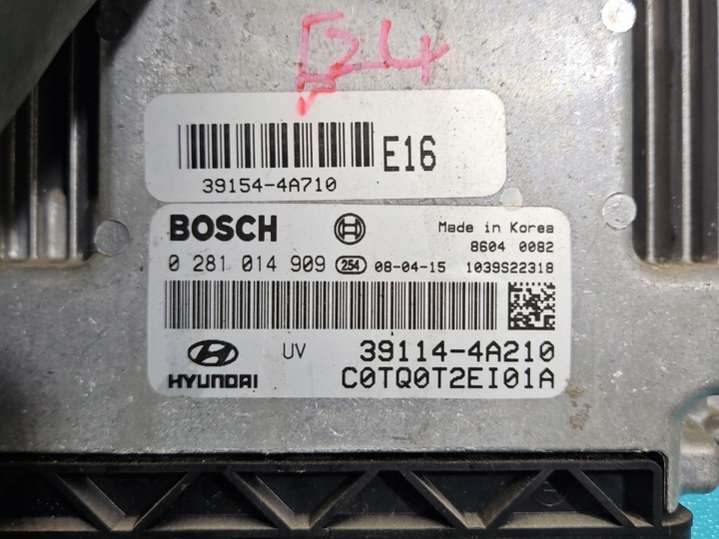 E4
E16
39154-4A710
BOSCH
Made in Korea
8604 0082
0 281 014 909 254 08-04-15 1039S22318
HYUNDAI
UV
39114-4A210
C0TQ0T2EI01A